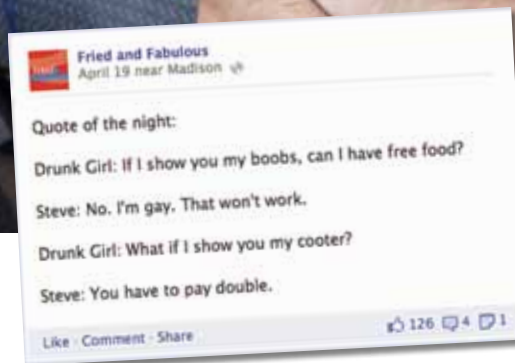 Fried and Fabulous
April 19 near Madison
Quote of the night:
Drunk Girl: If I show you my boobs, can I have free food?
Steve: No. I'm gay. That won't work.
Drunk Girl: What if I show you my cooter?
Steve: You have to pay double.
Like · Comment · Share
126 4 1